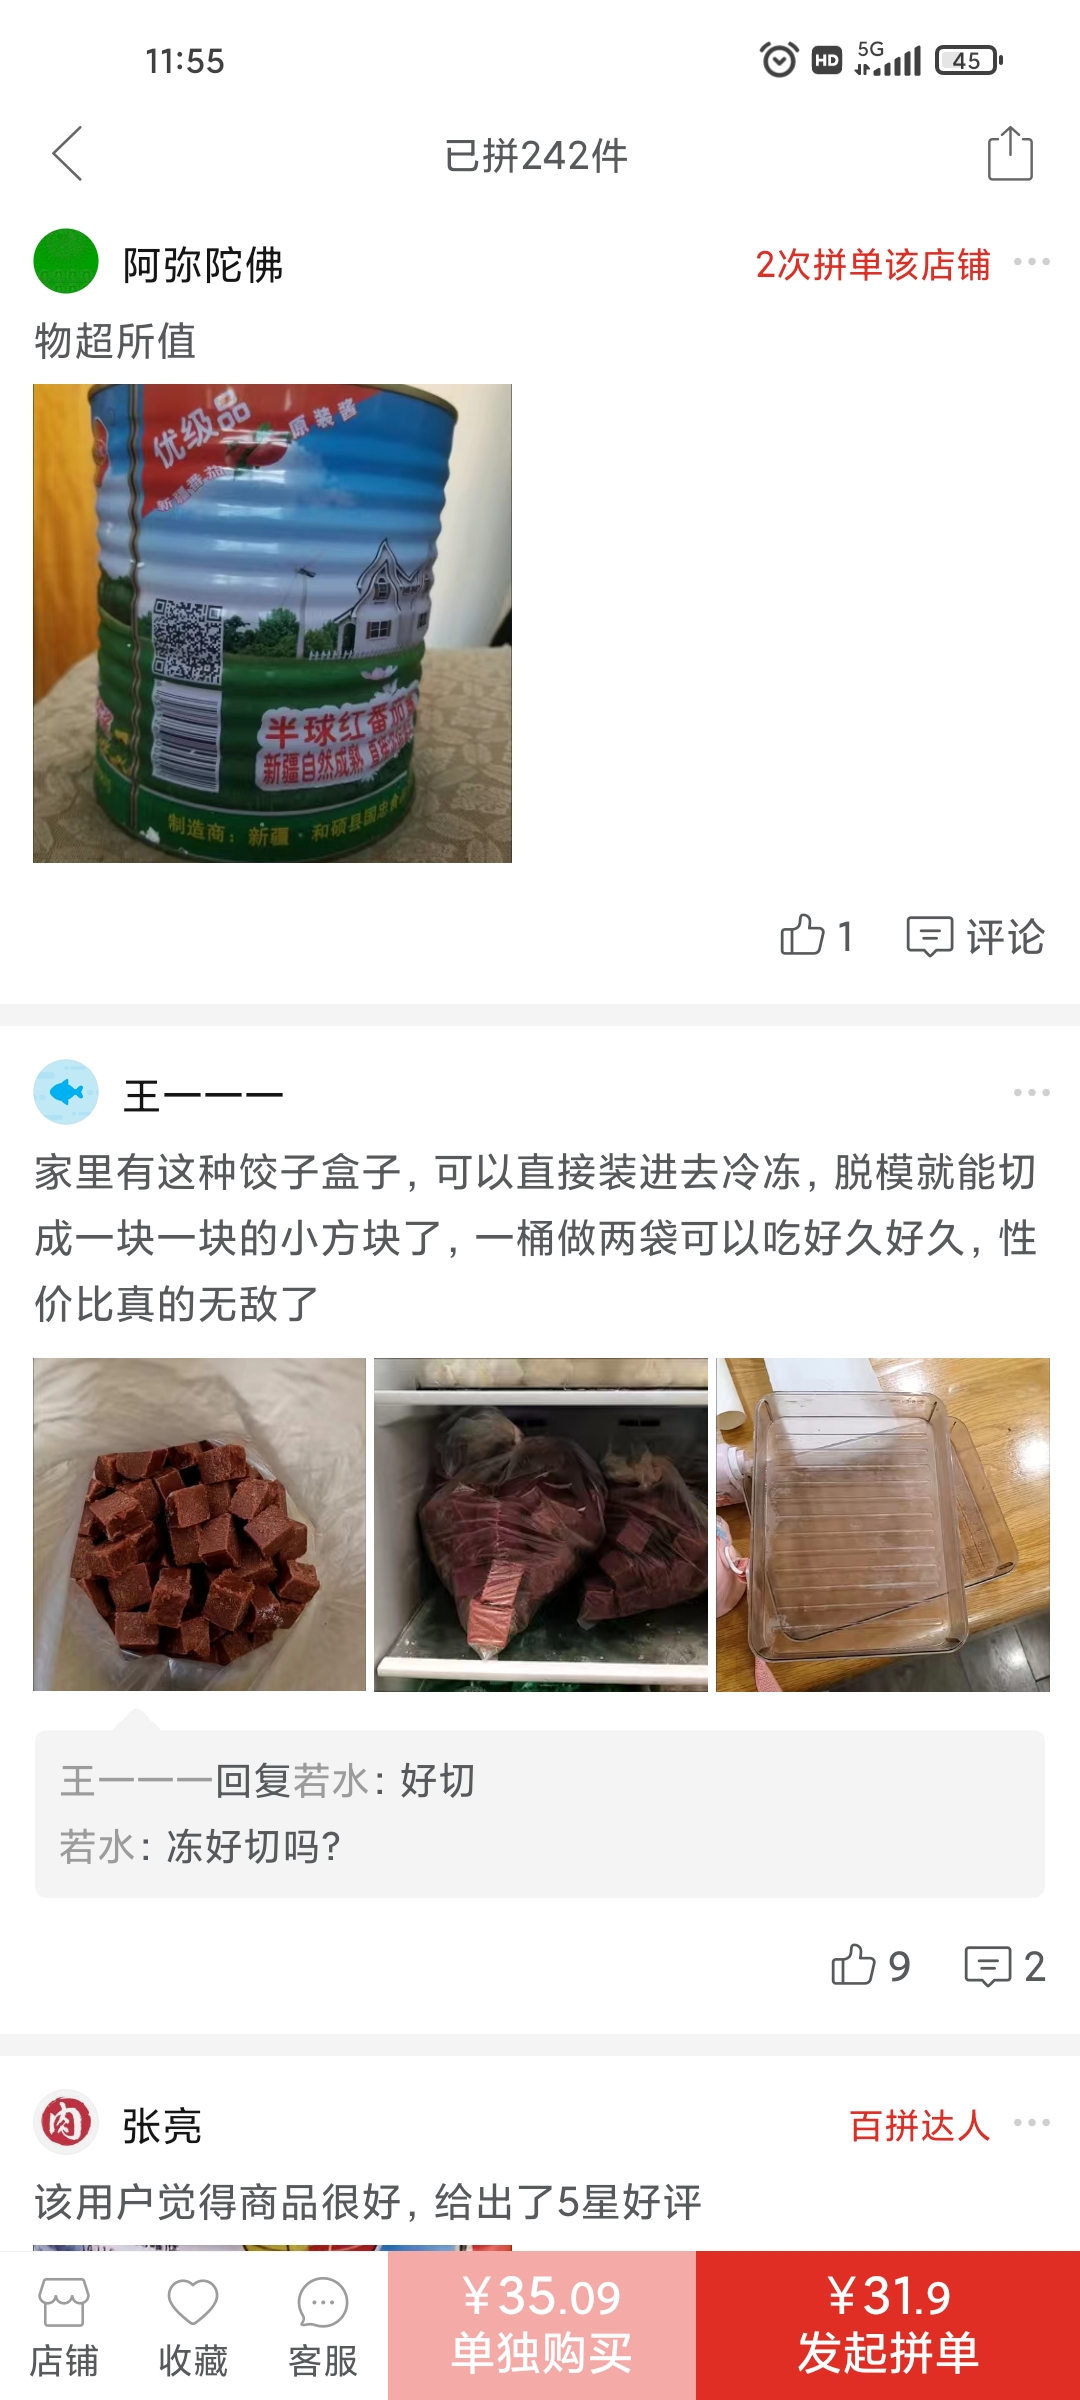 11:55
HD
5G
45
已拼242件
阿弥陀佛
2次拼单该店铺
物超所值
优级品
原装酱
新疆番茄
半球红番茄
新疆自然成熟
制造商：新疆·和硕县国忠食
1
评论
王一一一
家里有这种饺子盒子，可以直接装进去冷冻，脱模就能切
成一块一块的小方块了，一桶做两袋可以吃好久好久，性
价比真的无敌了
王一一一回复若水：好切
若水：冻好切吗？
9
2
肉
张亮
百拼达人
该用户觉得商品很好，给出了5星好评
店铺
收藏
客服
¥35.09
单独购买
¥31.9
发起拼单